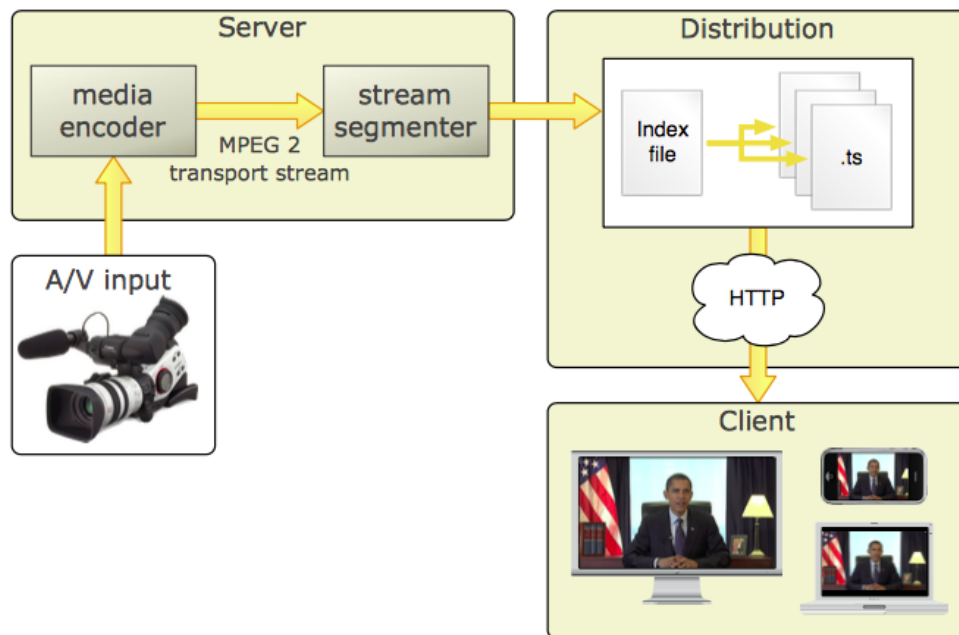 Server
media
encoder
MPEG 2
transport stream
stream
segmenter
A/V input
Distribution
Index
file
.ts
HTTP
Client